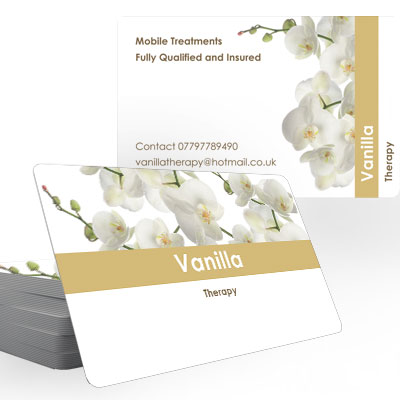 Mobile Treatments
Fully Qualified and Insured
Contact 07797789490
vanillatherapy@hotmail.co.uk
Vanilla
Therapy
Vanilla
Therapy